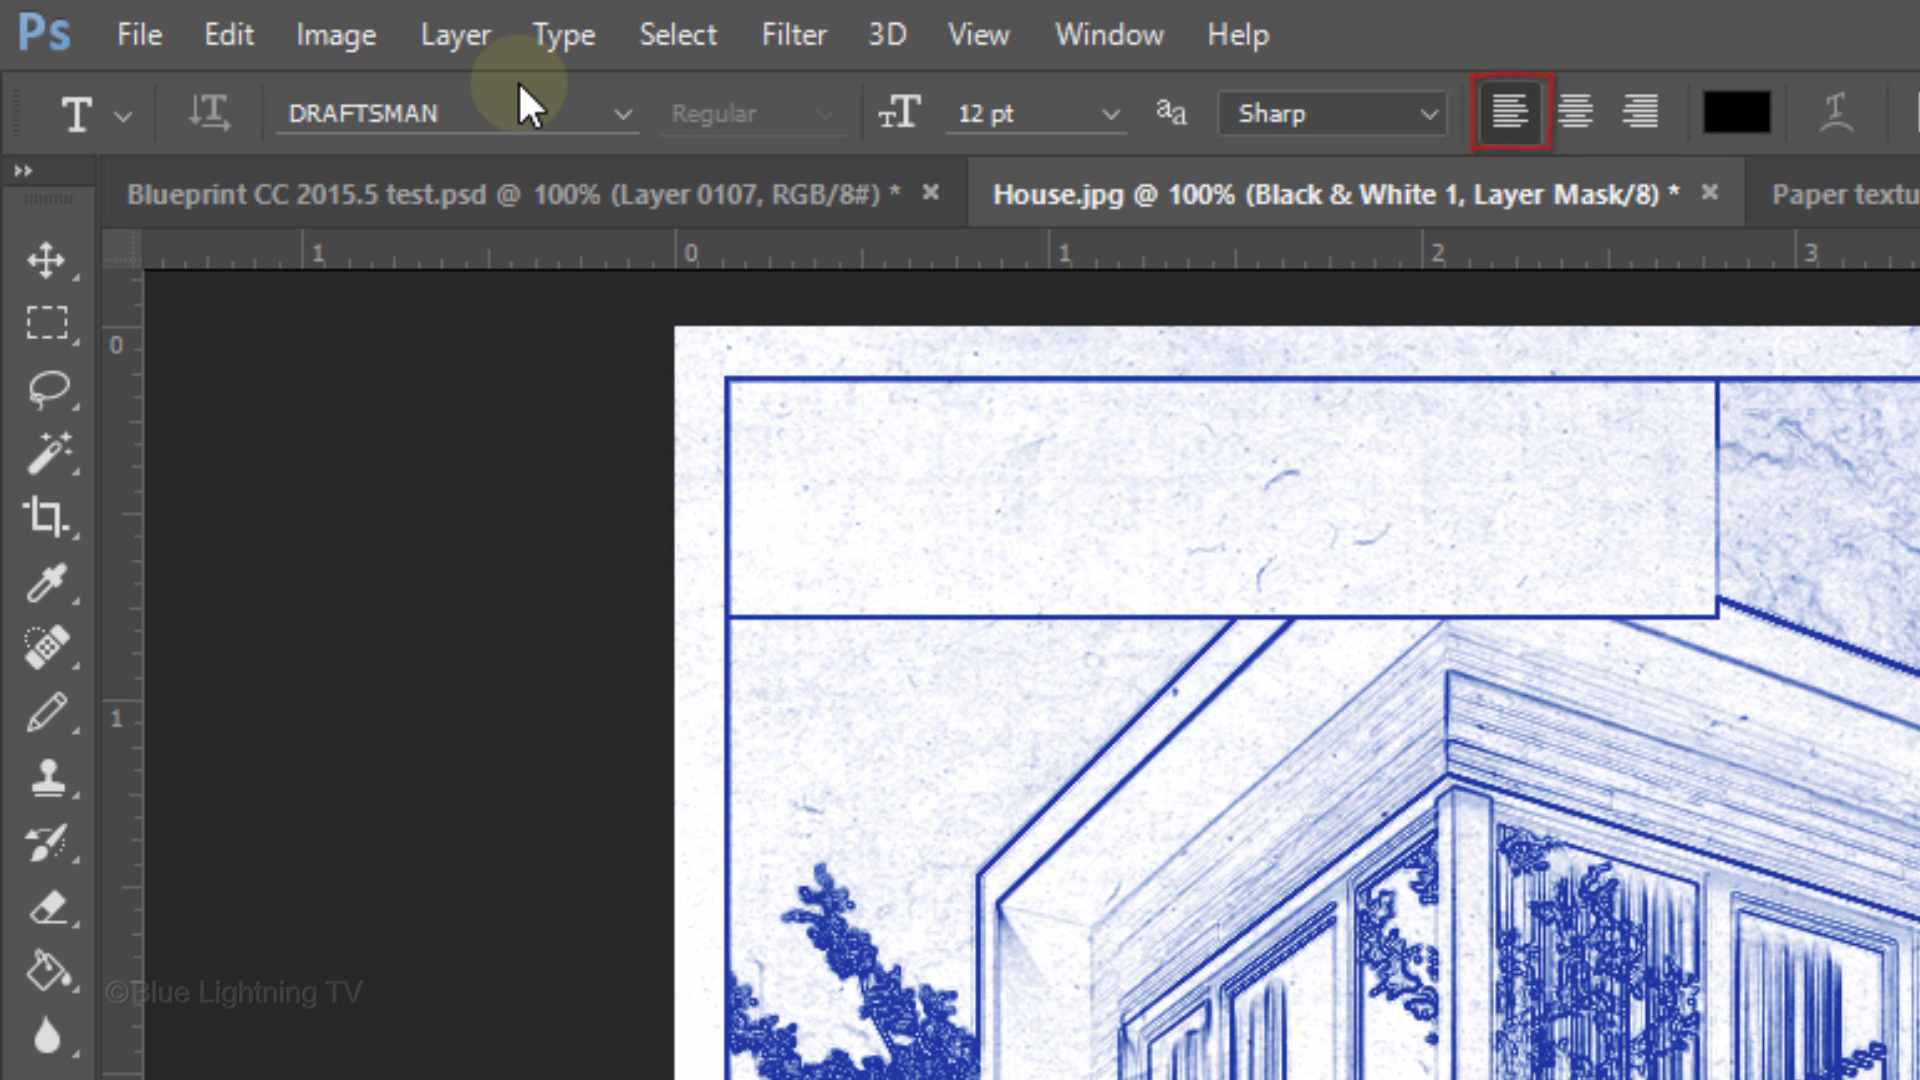 Ps File Edit Image Layer Type Select Filter 3D View Window Help
T DRAFTSMAN Regular 12 pt aa Sharp
Blueprint CC 2015.5 test.psd @ 100% (Layer 0107, RGB/8#) * × House.jpg @ 100% (Black & White 1, Layer Mask/8) * × Paper textu
1 0 1 2 3
0
1
©Blue Lightning TV